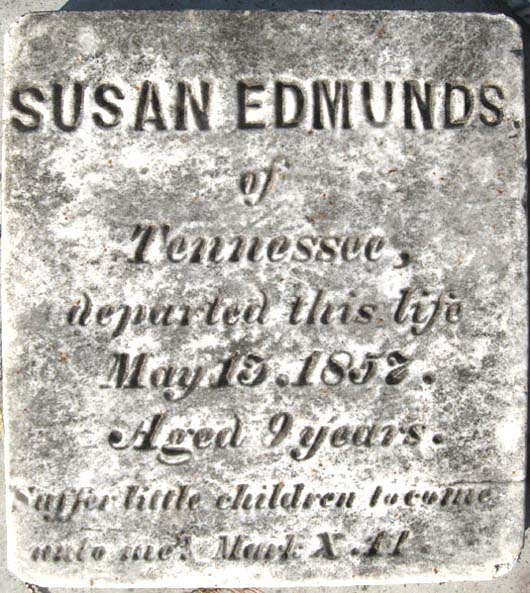 SUSAN EDMUNDS
of
Tennessee,
departed this life
May 15. 1857.
Aged 9 years.
Suffer little children to come
unto me! Mark X.